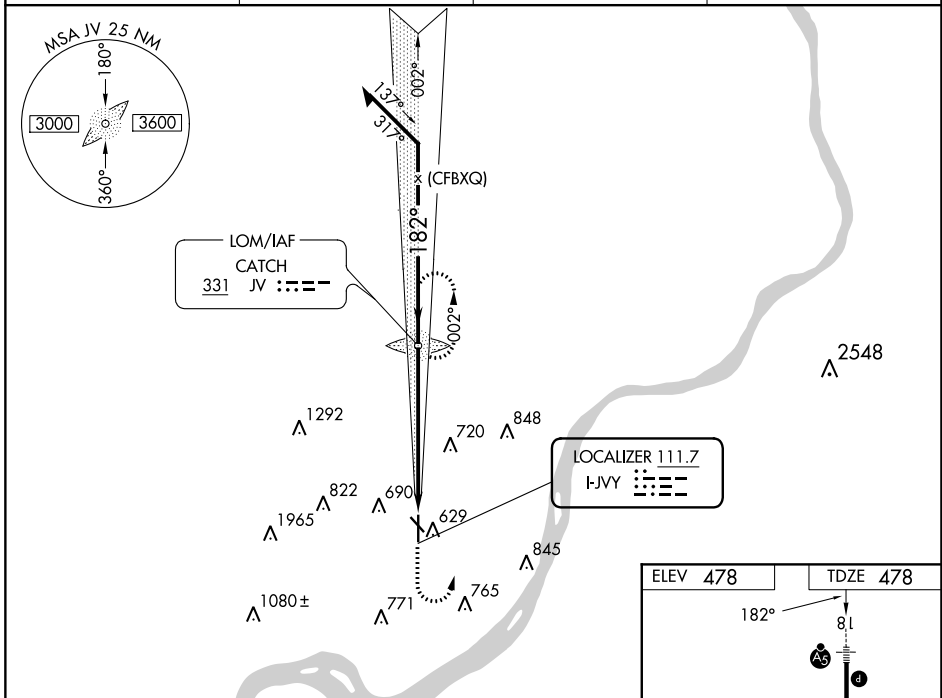 MSA JV 25 NM
180°
3000
3600
360°
002°
137°
317°
(CFBXQ)
182°
LOM/IAF
CATCH
331 JV
002°
2548
1292
720
848
LOCALIZER 111.7
I-JVY
822
690
1965
629
845
1080±
771
765
ELEV 478
TDZE 478
182°
18
A5
P